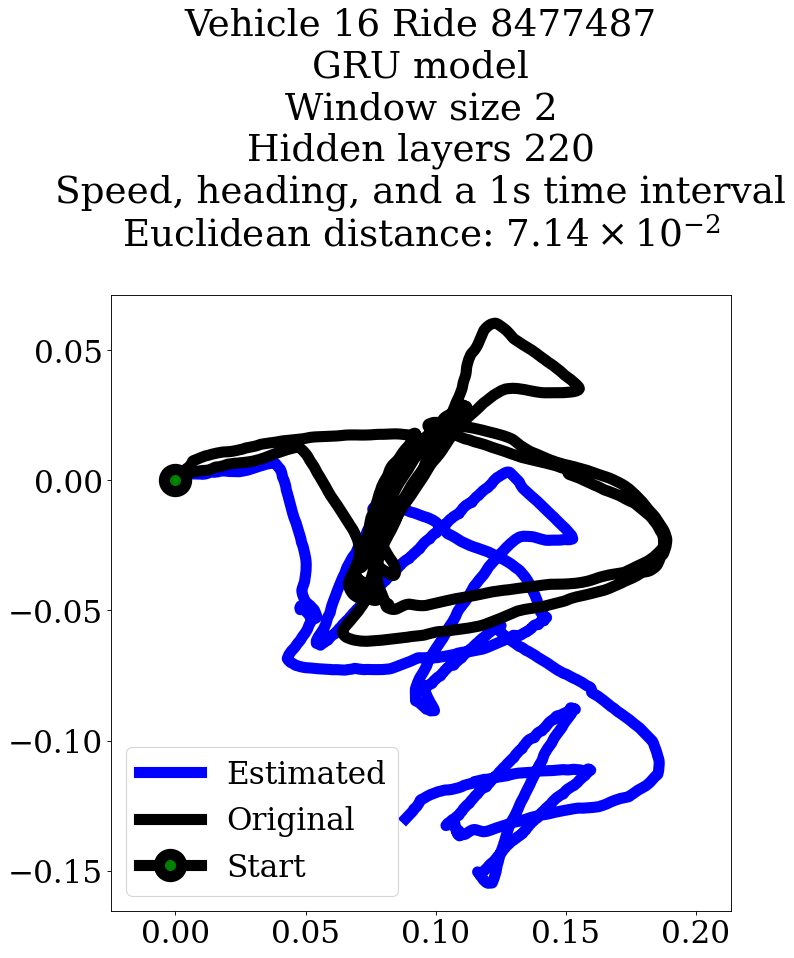 Vehicle 16 Ride 8477487
GRU model
Window size 2
Hidden layers 220
Speed, heading, and a 1s time interval
Euclidean distance: 7.14 × 10⁻²
0.05
0.00
−0.05
−0.10
−0.15
Estimated
Original
Start
0.00 0.05 0.10 0.15 0.20